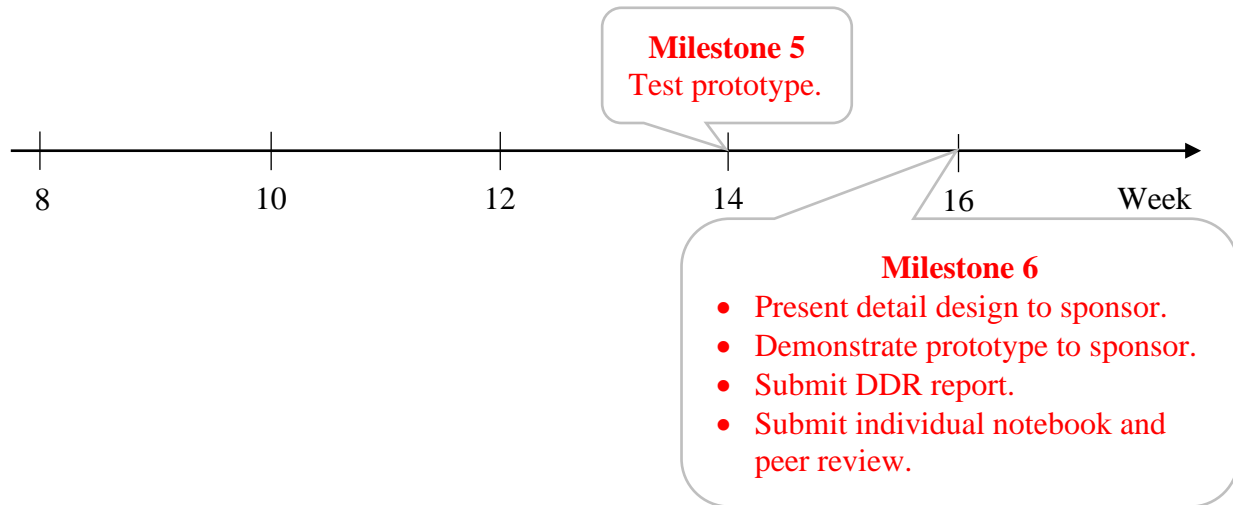 Milestone 5
Test prototype.
8
10
12
14
16
Week
Milestone 6
• Present detail design to sponsor.
• Demonstrate prototype to sponsor.
• Submit DDR report.
• Submit individual notebook and
peer review.